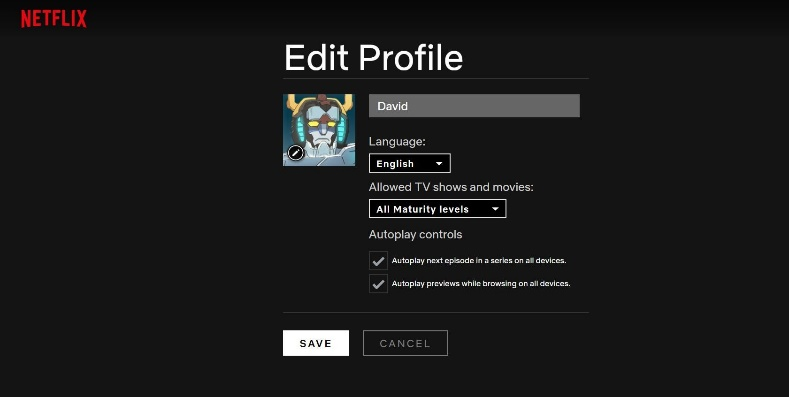 NETFLIX
Edit Profile
David
Language:
English
Allowed TV shows and movies:
All Maturity levels
Autoplay controls
Autoplay next episode in a series on all devices.
Autoplay previews while browsing on all devices.
SAVE CANCEL